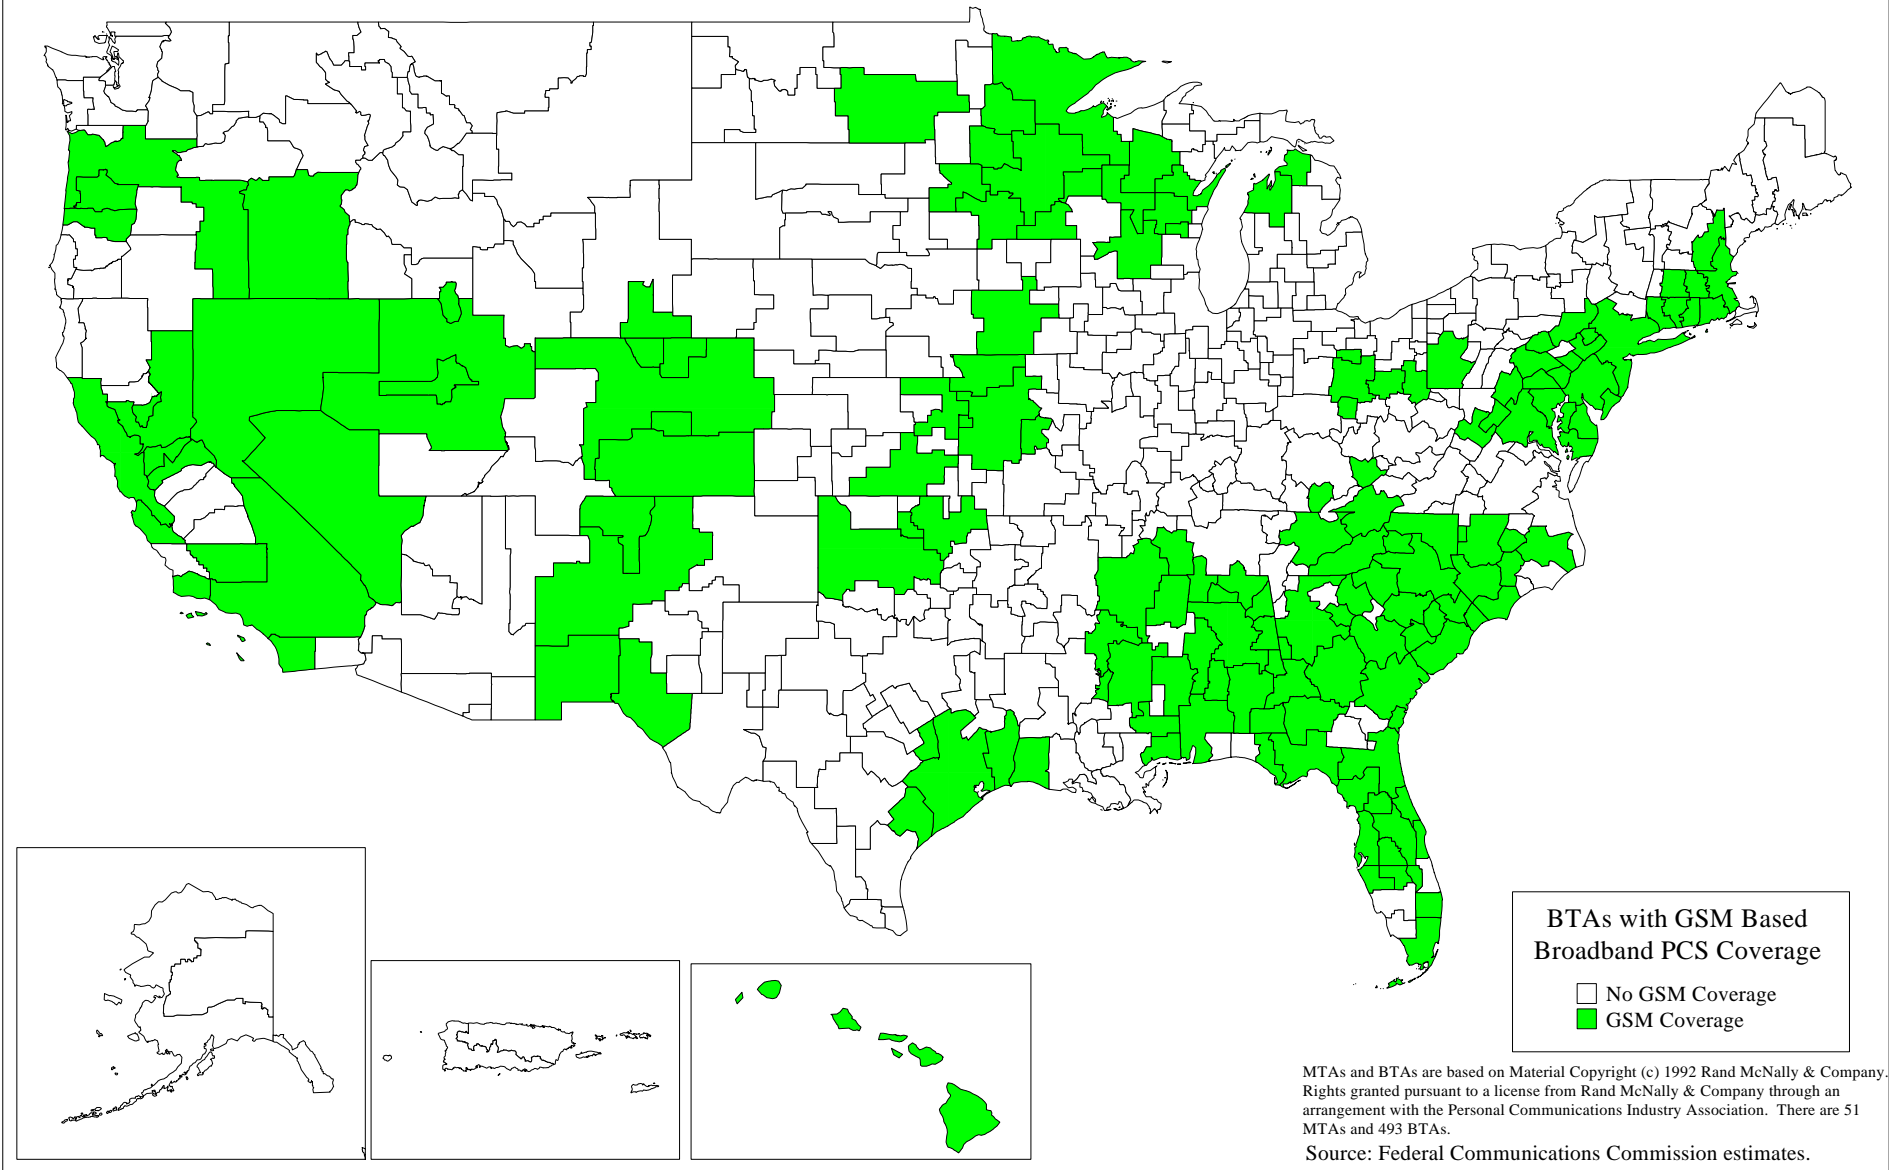 BTAs with GSM Based
Broadband PCS Coverage
No GSM Coverage
GSM Coverage
MTAs and BTAs are based on Material Copyright (c) 1992 Rand McNally & Company.
Rights granted pursuant to a license from Rand McNally & Company through an
arrangement with the Personal Communications Industry Association.  There are 51
MTAs and 493 BTAs.
Source: Federal Communications Commission estimates.